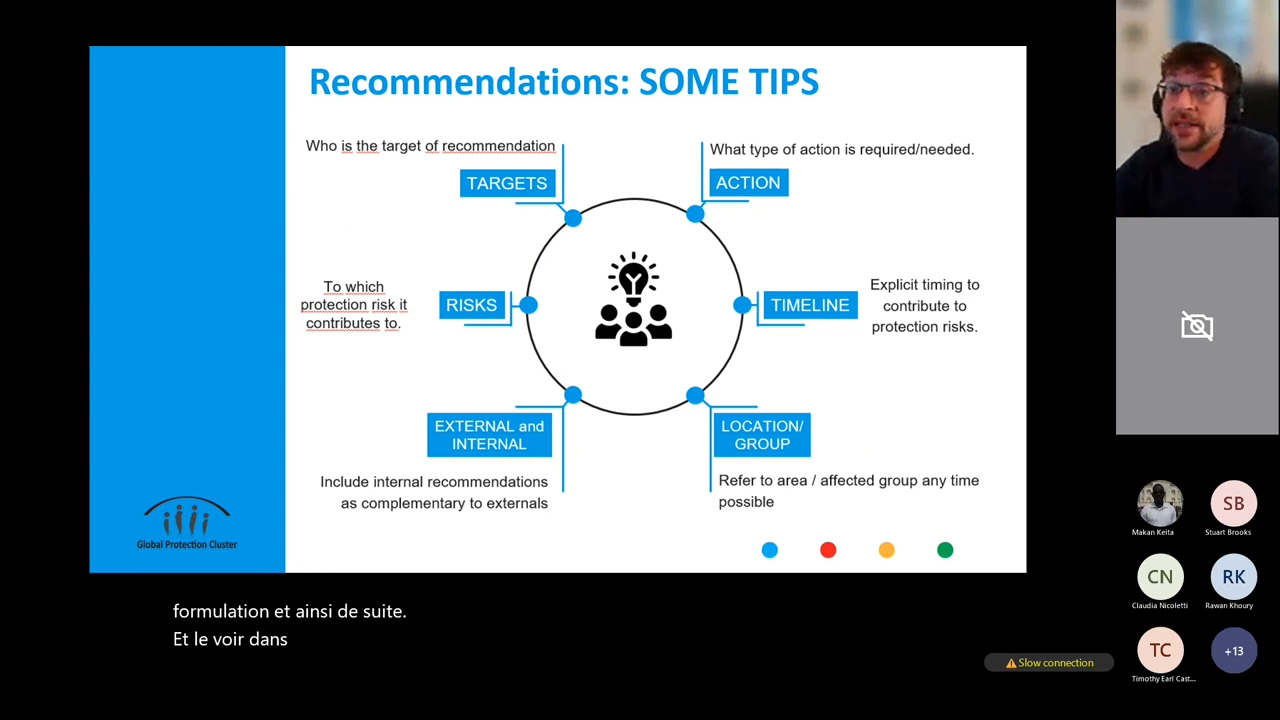 Recommendations: SOME TIPS
Who is the target of recommendation
TARGETS
What type of action is required/needed.
ACTION
To which
protection risk it
contributes to.
RISKS
TIMELINE
Explicit timing to
contribute to
protection risks.
EXTERNAL and
INTERNAL
Include internal recommendations
as complementary to externals
LOCATION/
GROUP
Refer to area / affected group any time
possible
Global Protection Cluster
formulation et ainsi de suite.
Et le voir dans
Slow connection
Makan Keita
SB
Stuart Brooks
CN
Claudia Nicoletti
RK
Rawan Khoury
TC
Timothy Earl Cast...
+13